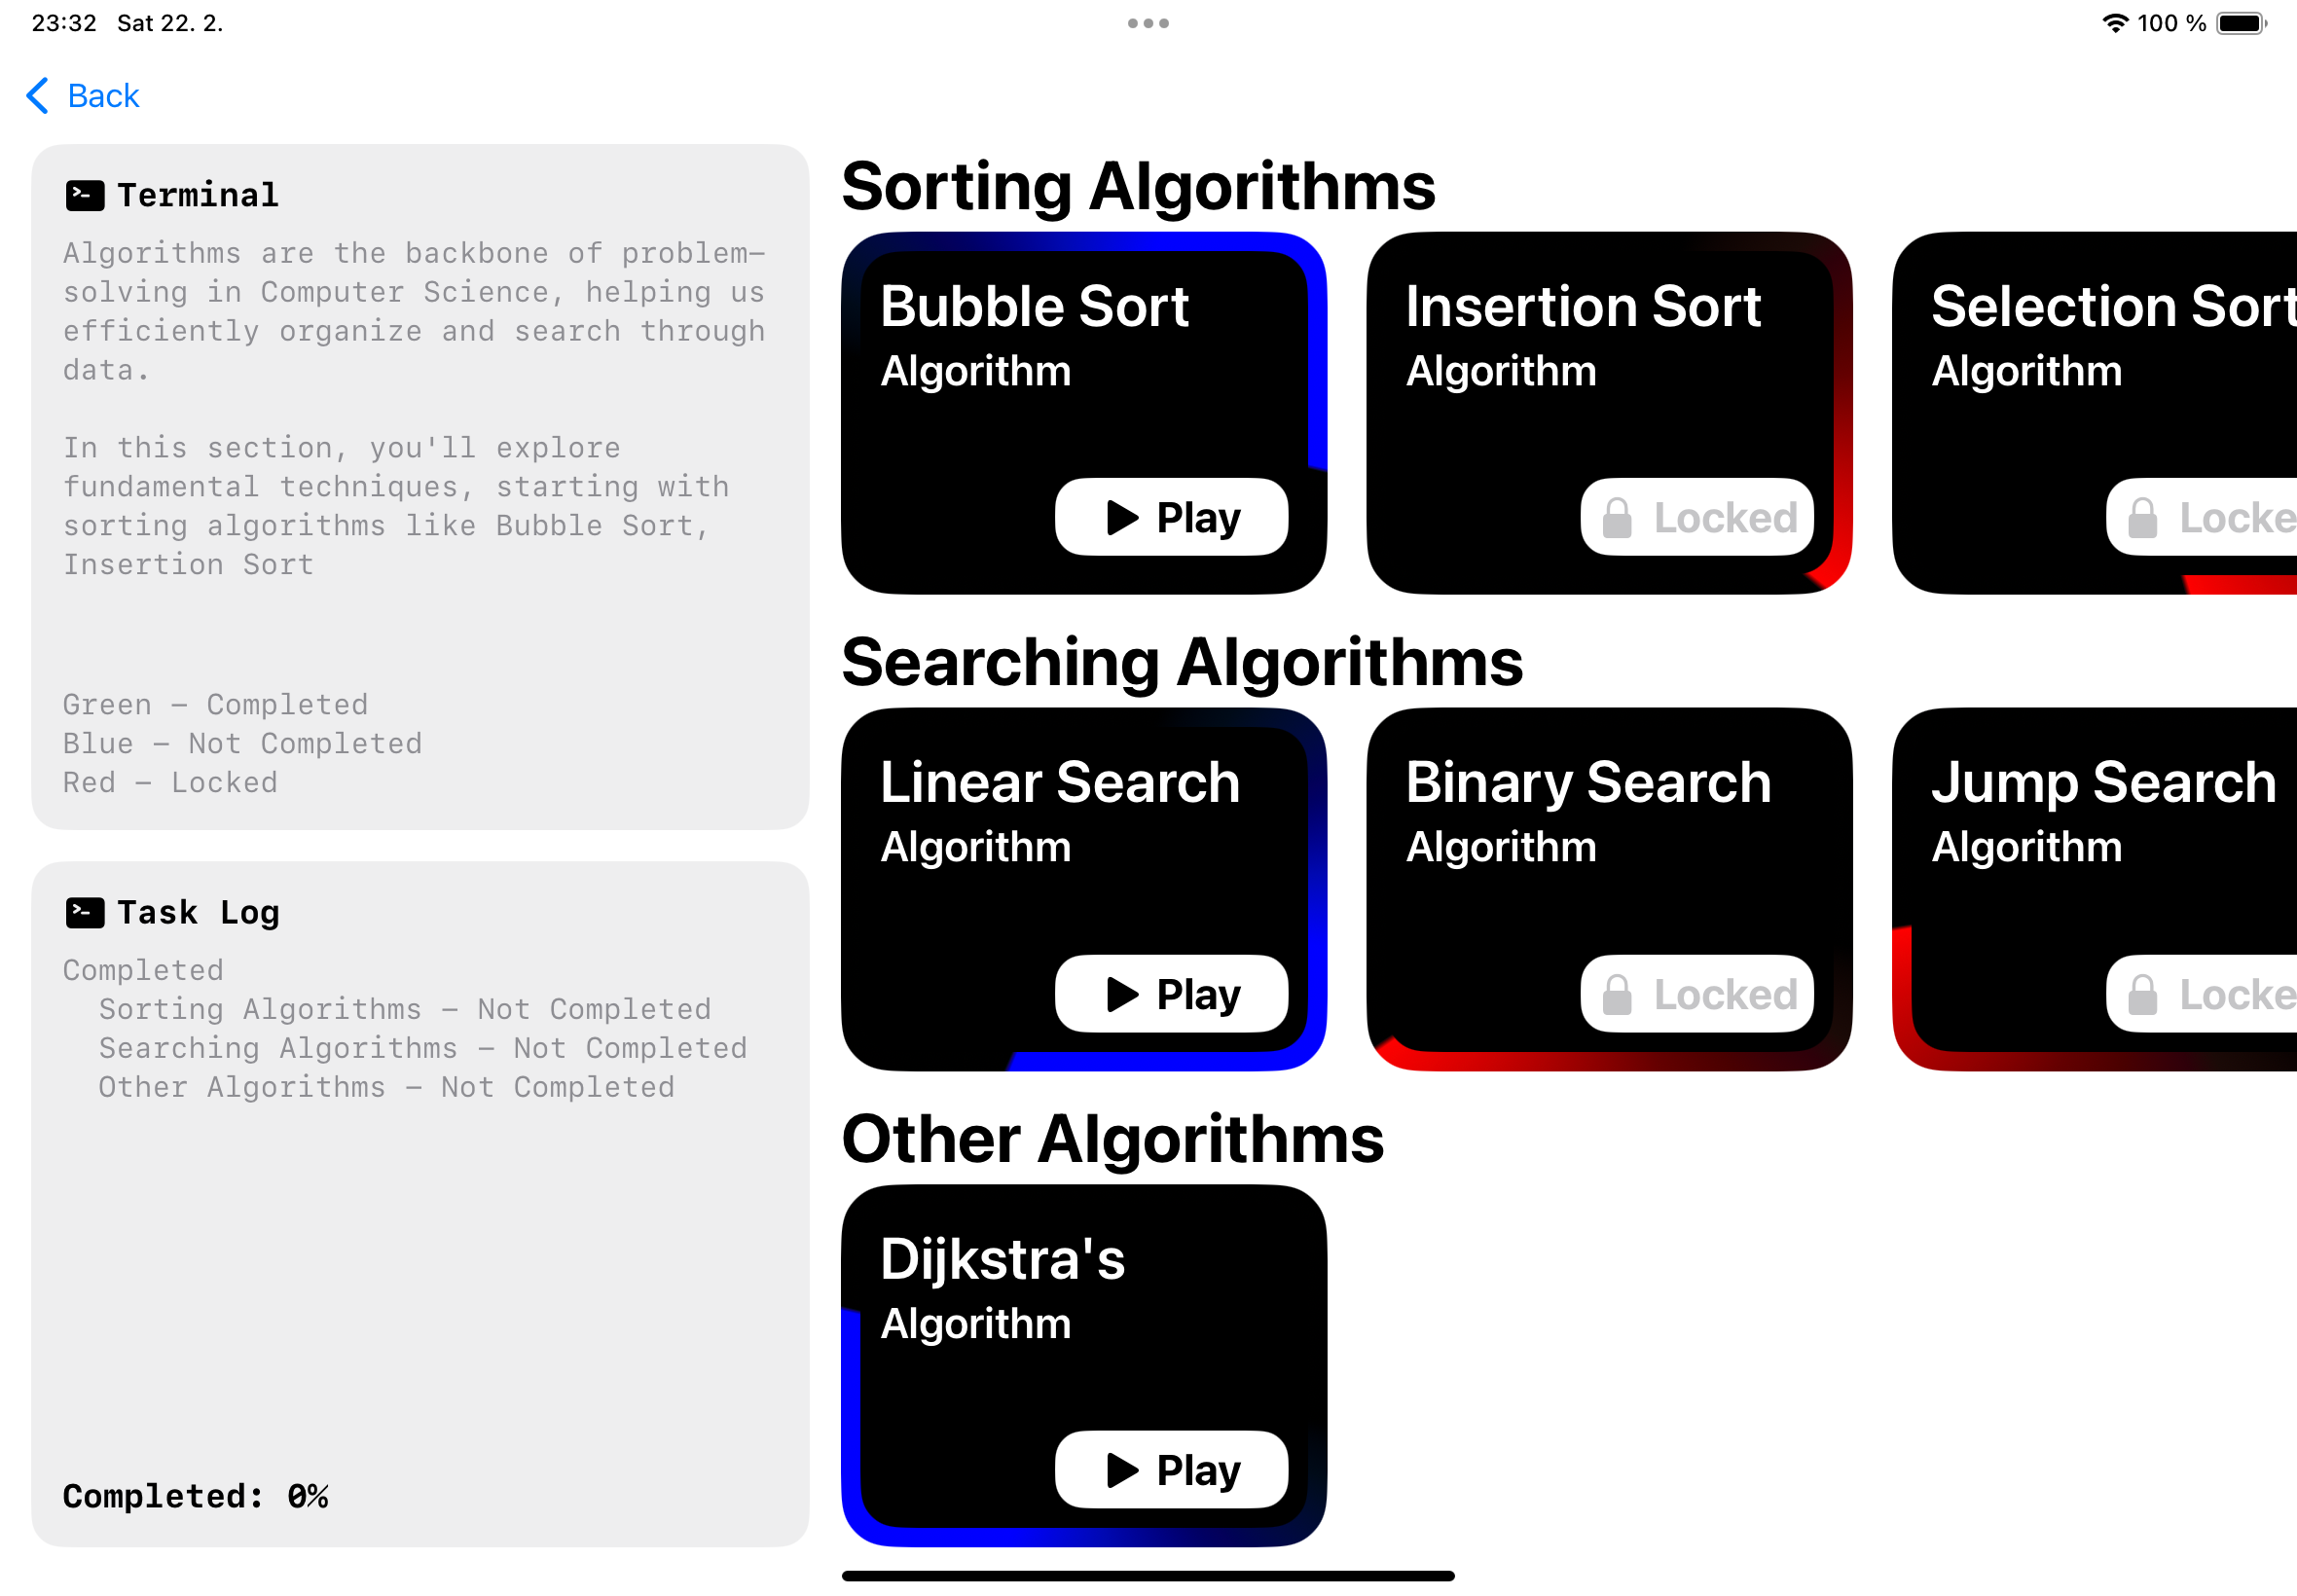 23:32 Sat 22. 2.
100 %
Back
Terminal
Algorithms are the backbone of problem-
solving in Computer Science, helping us
efficiently organize and search through
data.
In this section, you'll explore
fundamental techniques, starting with
sorting algorithms like Bubble Sort,
Insertion Sort
Green – Completed
Blue – Not Completed
Red – Locked
Task Log
Completed
Sorting Algorithms – Not Completed
Searching Algorithms – Not Completed
Other Algorithms – Not Completed
Completed: 0%
Sorting Algorithms
Bubble Sort
Algorithm
Play
Insertion Sort
Algorithm
Locked
Selection Sort
Algorithm
Locke
Searching Algorithms
Linear Search
Algorithm
Play
Binary Search
Algorithm
Locked
Jump Search
Algorithm
Locke
Other Algorithms
Dijkstra's
Algorithm
Play